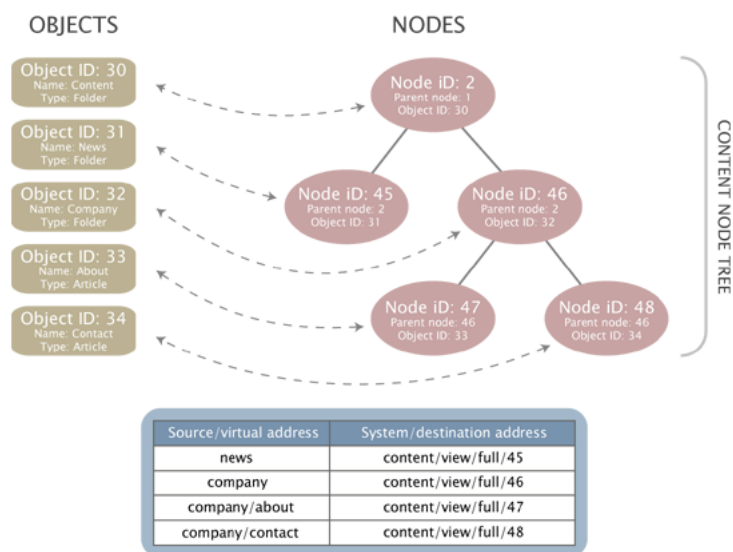 OBJECTS
NODES
Object ID: 30
Name: Content
Type: Folder
Object ID: 31
Name: News
Type: Folder
Object ID: 32
Name: Company
Type: Folder
Object ID: 33
Name: About
Type: Article
Object ID: 34
Name: Contact
Type: Article
Node iD: 2
Parent node: 1
Object ID: 30
Node iD: 45
Parent node: 2
Object ID: 31
Node iD: 46
Parent node: 2
Object ID: 32
Node iD: 47
Parent node: 46
Object ID: 33
Node iD: 48
Parent node: 46
Object ID: 34
CONTENT NODE TREE
Source/virtual address System/destination address
news content/view/full/45
company content/view/full/46
company/about content/view/full/47
company/contact content/view/full/48